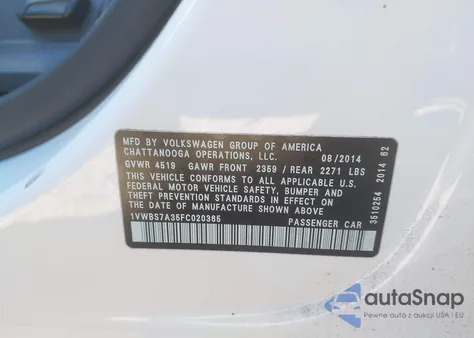 MFD BY VOLKSWAGEN GROUP OF AMERICA
CHATTANOOGA OPERATIONS, LLC. 08/2014
GVWR 4519 GAWR FRONT 2359 / REAR 2271 LBS
THIS VEHICLE CONFORMS TO ALL APPLICABLE U.S.
FEDERAL MOTOR VEHICLE SAFETY, BUMPER AND
THEFT PREVENTION STANDARDS IN EFFECT ON THE
DATE OF MANUFACTURE SHOWN ABOVE.
1VWBS7A35FC020365 PASSENGER CAR
3510254 2014 62
autoSnap
Pewne auta z aukcji USA i EU